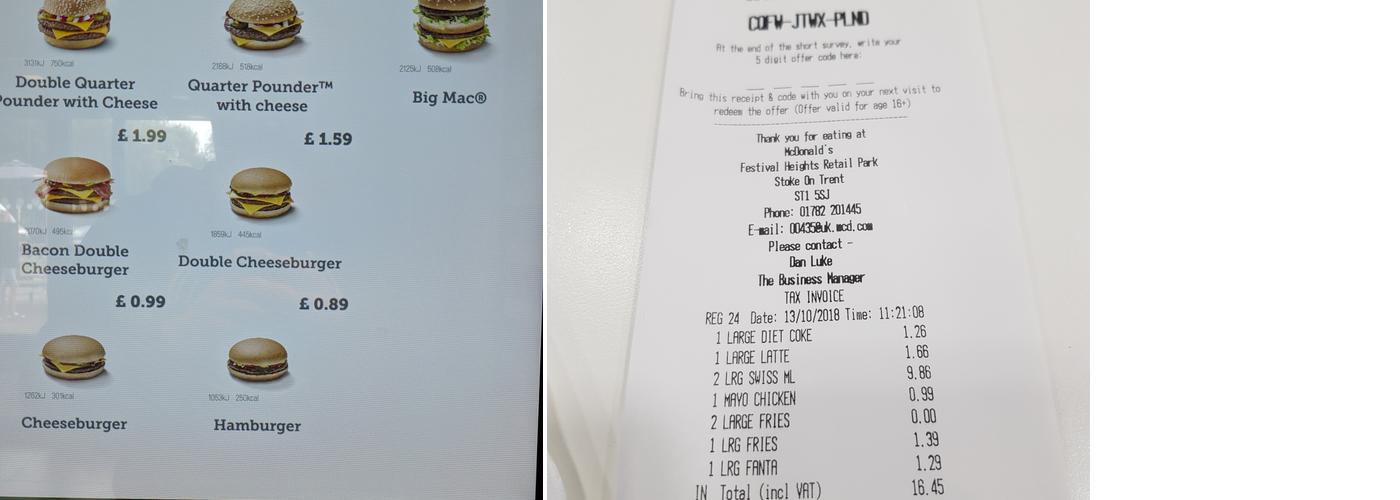 3131kJ 750kcal
Double Quarter
Pounder with Cheese
£ 1.99
2168kJ 518kcal
Quarter Pounder™
with cheese
£ 1.59
2125kJ 508kcal
Big Mac®
495kcal
Bacon Double
Cheeseburger
£ 0.99
1859kJ 445kcal
Double Cheeseburger
£ 0.89
1262kJ 301kcal
Cheeseburger
1053kJ 250kcal
Hamburger
CQFW-JTWX-PLND
At the end of the short survey, write your
5 digit offer code here:
Bring this receipt & code with you on your next visit to
redeem the offer (Offer valid for age 16+)
Thank you for eating at
McDonald's
Festival Heights Retail Park
Stoke On Trent
ST1 5SJ
Phone: 01782 201445
E-mail: 00435@uk.mcd.com
Please contact -
Dan Luke
The Business Manager
TAX INVOICE
REG 24 Date: 13/10/2018 Time: 11:21:08
1 LARGE DIET COKE 1.26
1 LARGE LATTE 1.66
2 LRG SWISS ML 9.86
1 MAYO CHICKEN 0.99
2 LARGE FRIES 0.00
1 LRG FRIES 1.39
1 LRG FANTA 1.29
IN Total (incl VAT) 16.45